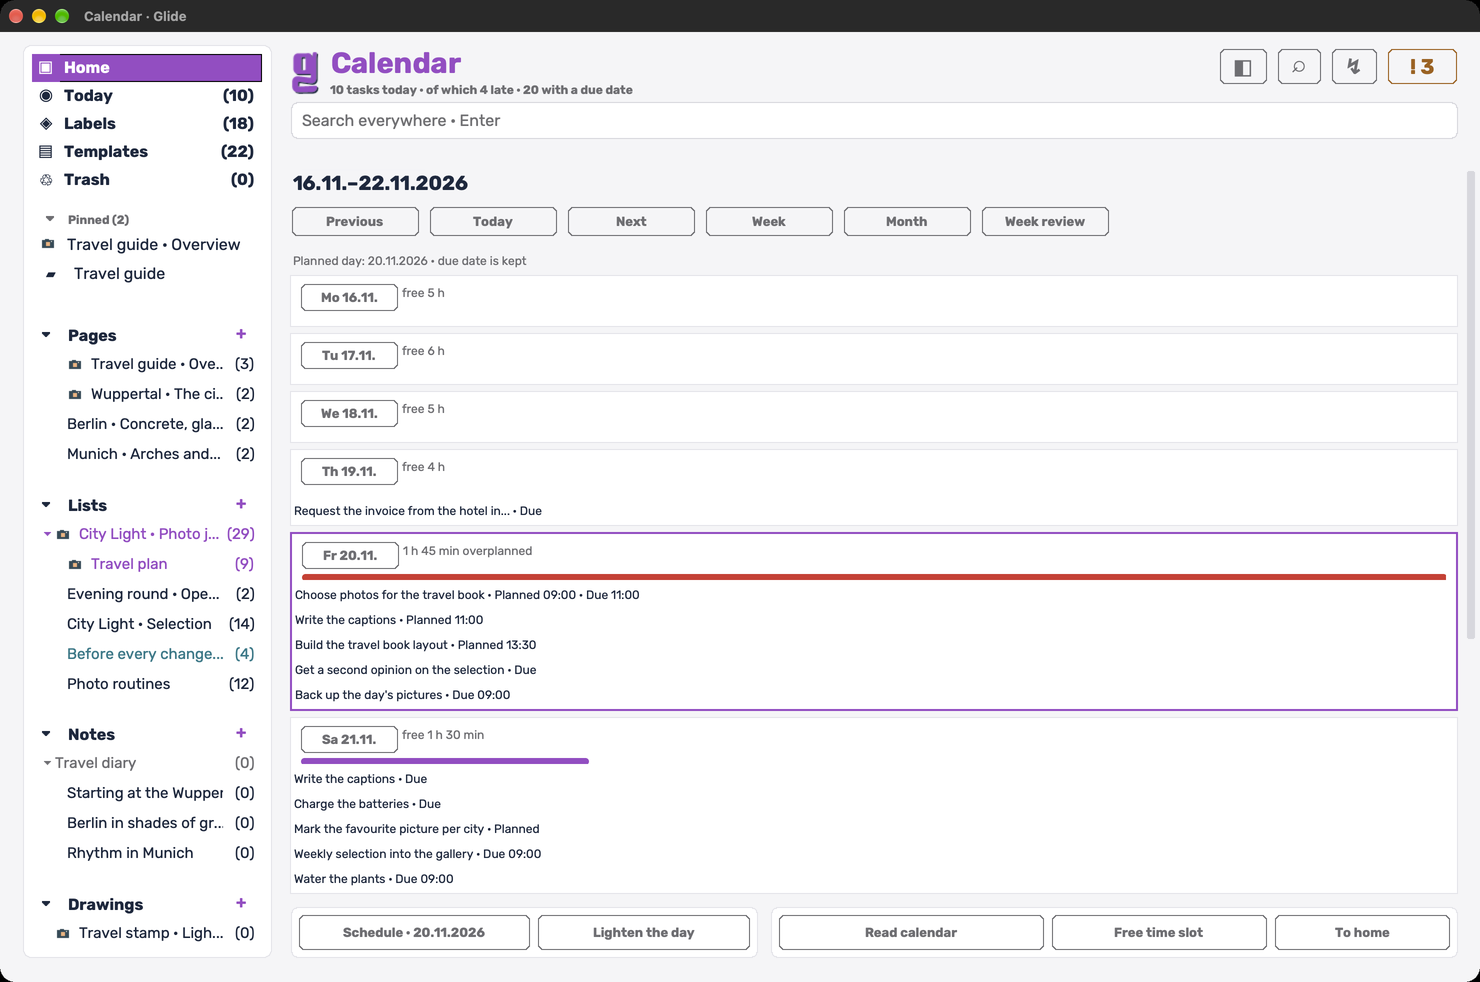 Calendar · Glide
Home
Today (10)
Labels (18)
Templates (22)
Trash (0)
Pinned (2)
Travel guide • Overview
Travel guide
Pages +
Travel guide • Ove.. (3)
Wuppertal • The ci.. (2)
Berlin • Concrete, gla... (2)
Munich • Arches and... (2)
Lists +
City Light • Photo j... (29)
Travel plan (9)
Evening round • Ope... (2)
City Light • Selection (14)
Before every change... (4)
Photo routines (12)
Notes +
Travel diary (0)
Starting at the Wupper (0)
Berlin in shades of gr... (0)
Rhythm in Munich (0)
Drawings +
Travel stamp • Ligh... (0)
g Calendar
10 tasks today • of which 4 late • 20 with a due date
! 3
Search everywhere • Enter
16.11.–22.11.2026
Previous Today Next Week Month Week review
Planned day: 20.11.2026 • due date is kept
Mo 16.11. free 5 h
Tu 17.11. free 6 h
We 18.11. free 5 h
Th 19.11. free 4 h
Request the invoice from the hotel in... • Due
Fr 20.11. 1 h 45 min overplanned
Choose photos for the travel book • Planned 09:00 • Due 11:00
Write the captions • Planned 11:00
Build the travel book layout • Planned 13:30
Get a second opinion on the selection • Due
Back up the day's pictures • Due 09:00
Sa 21.11. free 1 h 30 min
Write the captions • Due
Charge the batteries • Due
Mark the favourite picture per city • Planned
Weekly selection into the gallery • Due 09:00
Water the plants • Due 09:00
Schedule • 20.11.2026 Lighten the day Read calendar Free time slot To home